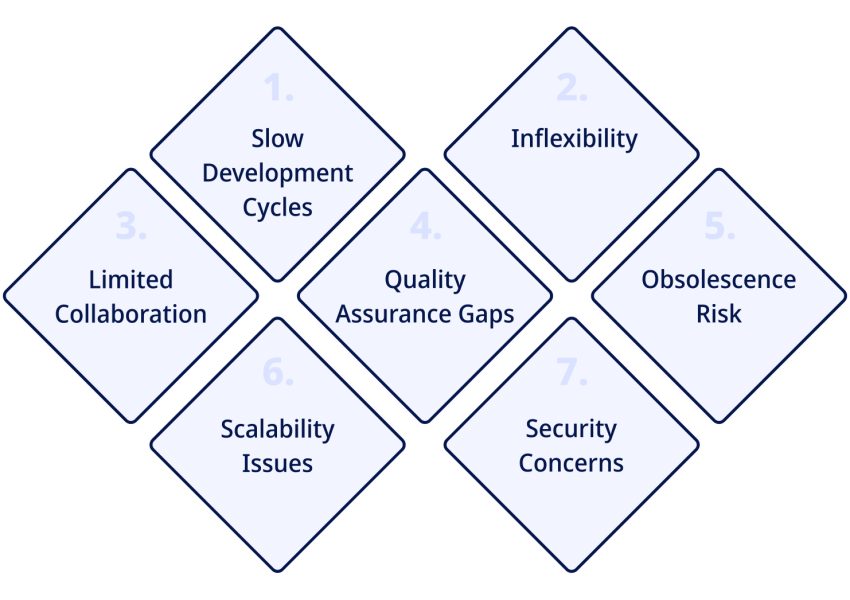 1.
Slow
Development
Cycles
2.
Inflexibility
3.
Limited
Collaboration
4.
Quality
Assurance Gaps
5.
Obsolescence
Risk
6.
Scalability
Issues
7.
Security
Concerns